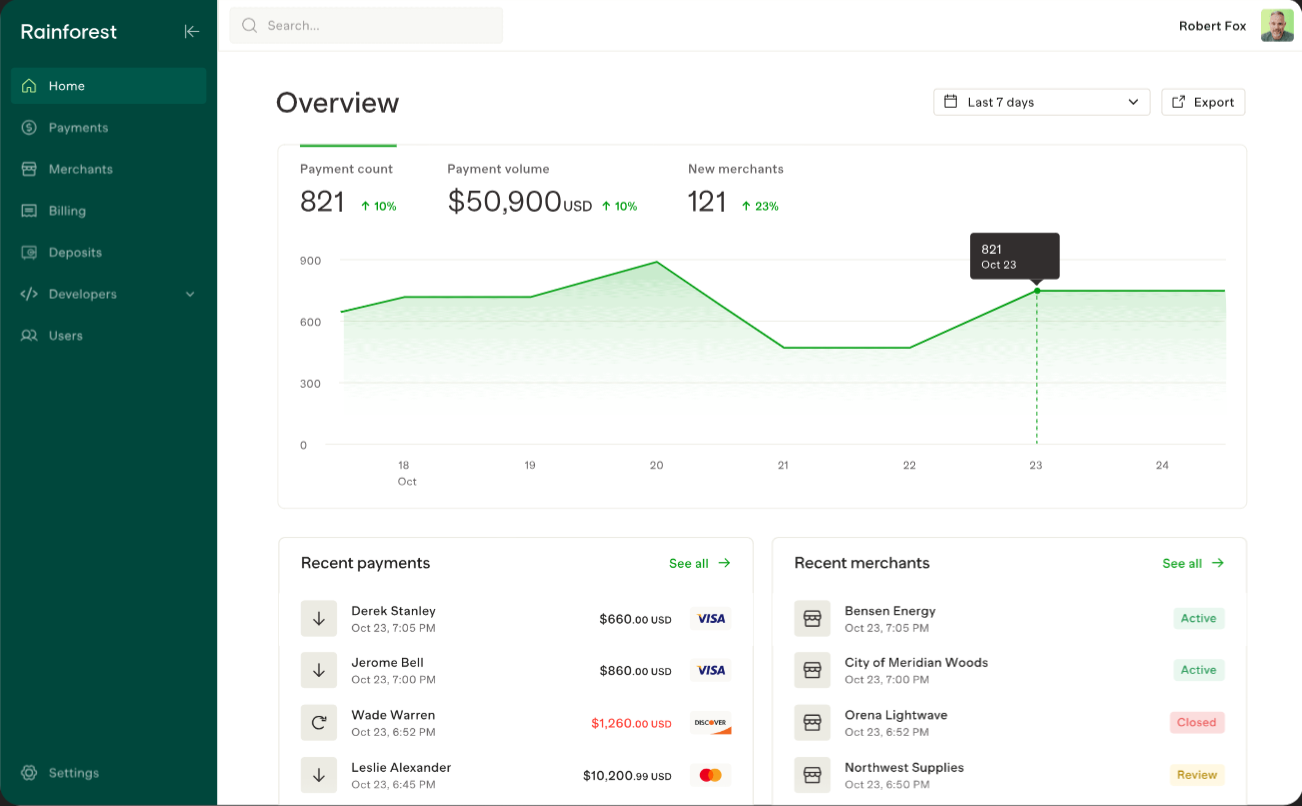 Rainforest
Search...
Robert Fox
Home
Payments
Merchants
Billing
Deposits
Developers
Users
Settings
Overview
Last 7 days
Export
Payment count
821 10%
Payment volume
$50,900 USD 10%
New merchants
121 23%
821
Oct 23
900
600
300
0
18 19 20 21 22 23 24
Oct
Recent payments See all
Derek Stanley
Oct 23, 7:05 PM
$660.00 USD VISA
Jerome Bell
Oct 23, 7:00 PM
$860.00 USD VISA
Wade Warren
Oct 23, 6:52 PM
$1,260.00 USD DISCOVER
Leslie Alexander
Oct 23, 6:45 PM
$10,200.99 USD
Recent merchants See all
Bensen Energy
Oct 23, 7:05 PM
Active
City of Meridian Woods
Oct 23, 7:00 PM
Active
Orena Lightwave
Oct 23, 6:52 PM
Closed
Northwest Supplies
Oct 23, 6:50 PM
Review